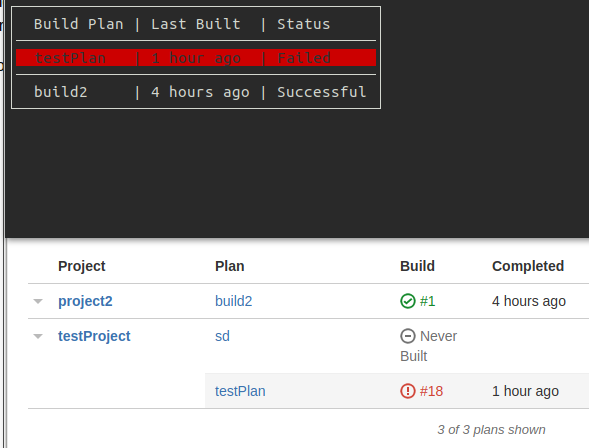 Build Plan | Last Built | Status
testPlan | 1 hour ago | Failed
build2 | 4 hours ago | Successful
Project Plan Build Completed
project2 build2 #1 4 hours ago
testProject sd Never
Built
testPlan #18 1 hour ago
3 of 3 plans shown